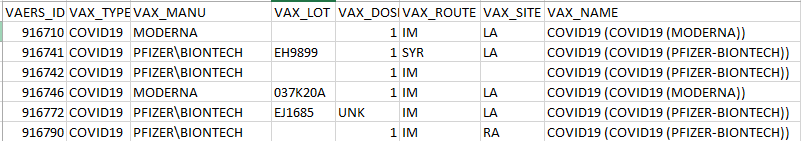 VAERS_ID VAX_TYPE VAX_MANU VAX_LOT VAX_DOSI VAX_ROUTE VAX_SITE VAX_NAME
916710 COVID19 MODERNA 1 IM LA COVID19 (COVID19 (MODERNA))
916741 COVID19 PFIZER\BIONTECH EH9899 1 SYR LA COVID19 (COVID19 (PFIZER-BIONTECH))
916742 COVID19 PFIZER\BIONTECH 1 IM COVID19 (COVID19 (PFIZER-BIONTECH))
916746 COVID19 MODERNA 037K20A 1 IM LA COVID19 (COVID19 (MODERNA))
916772 COVID19 PFIZER\BIONTECH EJ1685 UNK IM LA COVID19 (COVID19 (PFIZER-BIONTECH))
916790 COVID19 PFIZER\BIONTECH 1 IM RA COVID19 (COVID19 (PFIZER-BIONTECH))